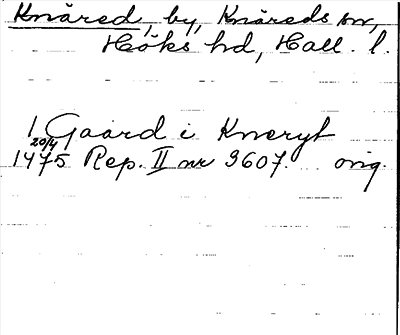 Knäred, by, Knäreds sn,
Höks hd, Hall. l.
1 Gaard i Kneryt
20/4
1475 Rep. II nr 3607. orig.